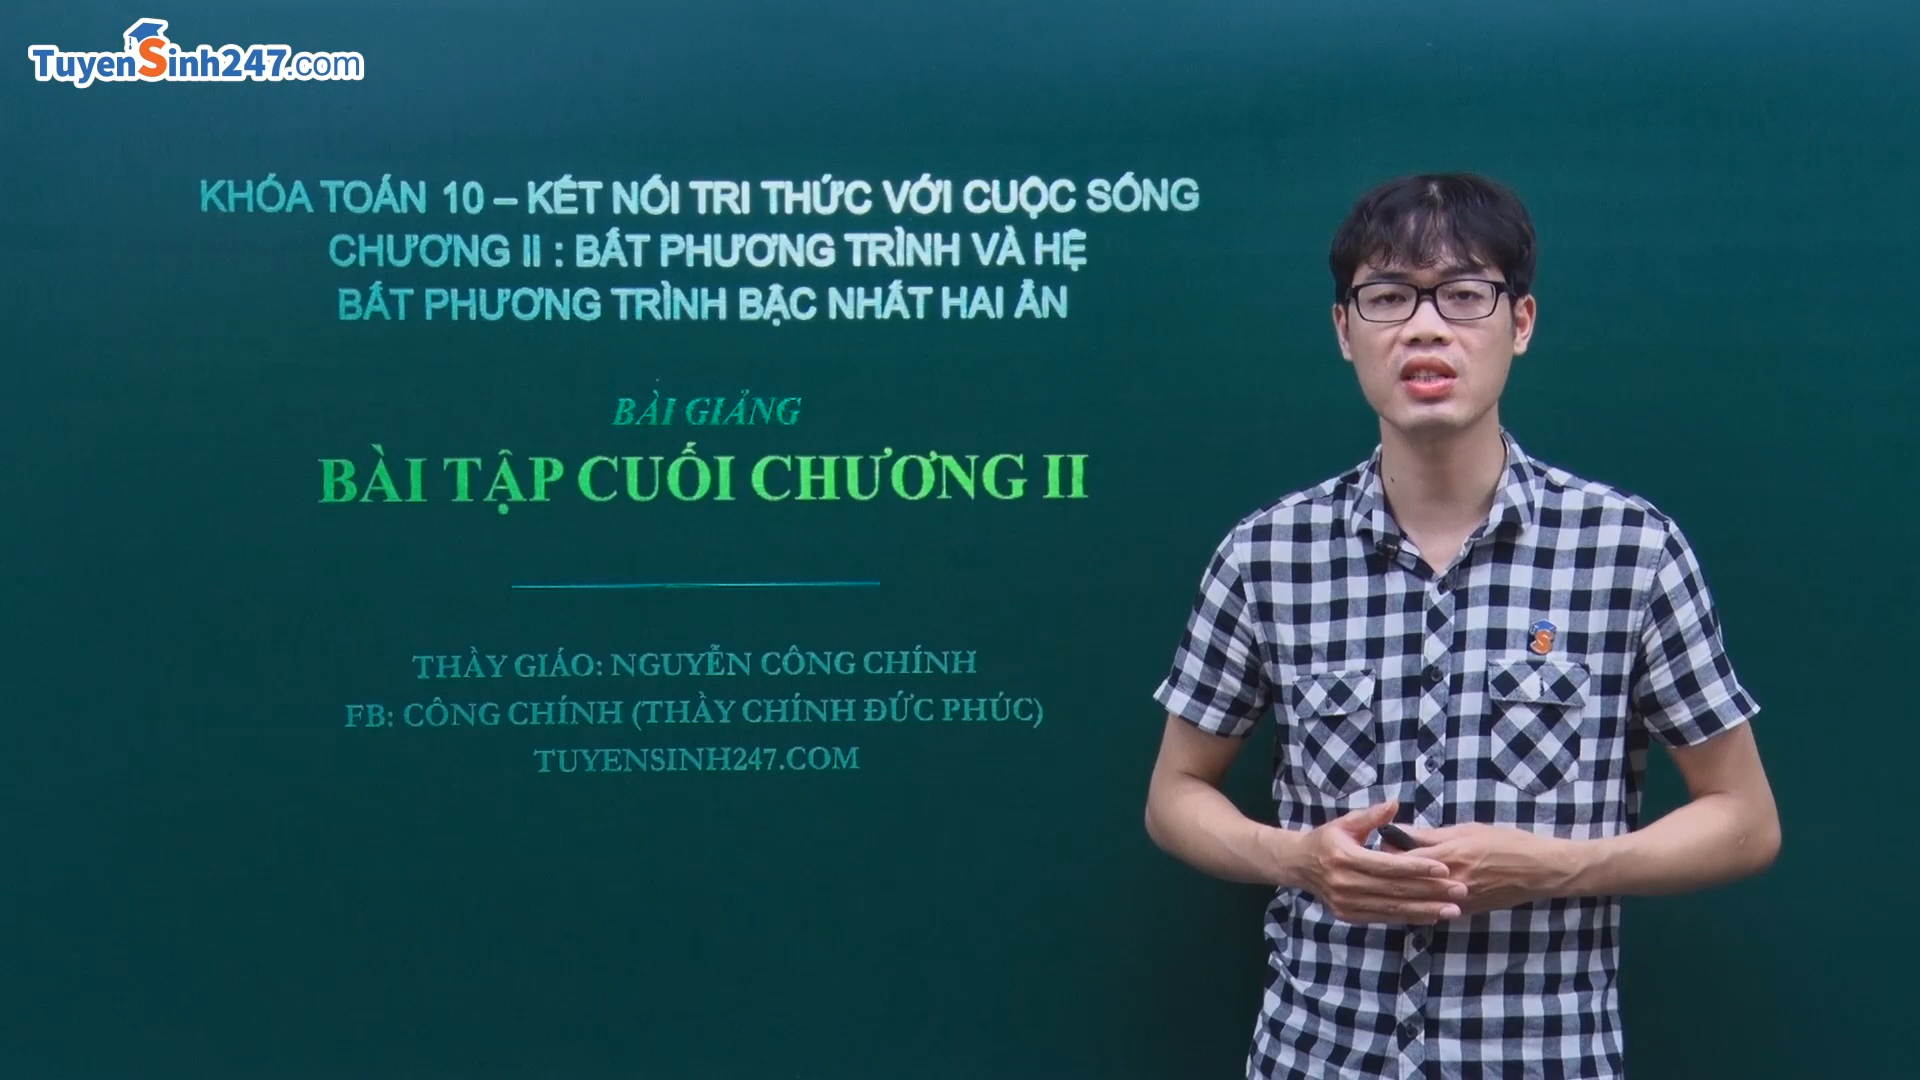 TuyenSinh247.com
KHÓA TOÁN 10 – KẾT NỐI TRI THỨC VỚI CUỘC SỐNG
CHƯƠNG II : BẤT PHƯƠNG TRÌNH VÀ HỆ
BẤT PHƯƠNG TRÌNH BẬC NHẤT HAI ẨN
BÀI GIẢNG
BÀI TẬP CUỐI CHƯƠNG II
THẦY GIÁO: NGUYỄN CÔNG CHÍNH
FB: CÔNG CHÍNH (THẦY CHÍNH ĐỨC PHÚC)
TUYENSINH247.COM
S